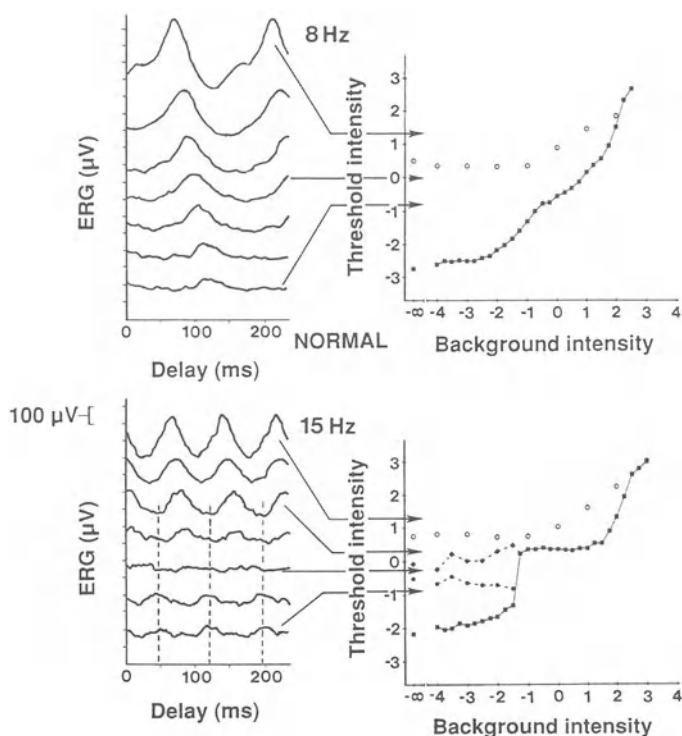 8 Hz
ERG (µV)
0 100 200
Delay (ms)
NORMAL
Threshold intensity
3
2
1
0
-1
-2
-3
-∞ -4 -3 -2 -1 0 1 2 3 4
Background intensity
100 µV
15 Hz
ERG (µV)
0 100 200
Delay (ms)
Threshold intensity
3
2
1
0
-1
-2
-3
-∞ -4 -3 -2 -1 0 1 2 3 4
Background intensity